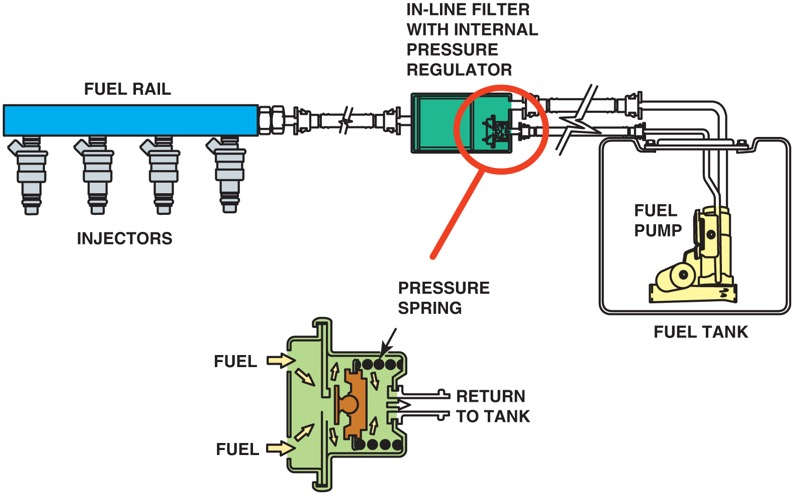 IN-LINE FILTER
WITH INTERNAL
PRESSURE
REGULATOR
FUEL RAIL
INJECTORS
FUEL
PUMP
FUEL TANK
PRESSURE
SPRING
FUEL
RETURN
TO TANK
FUEL